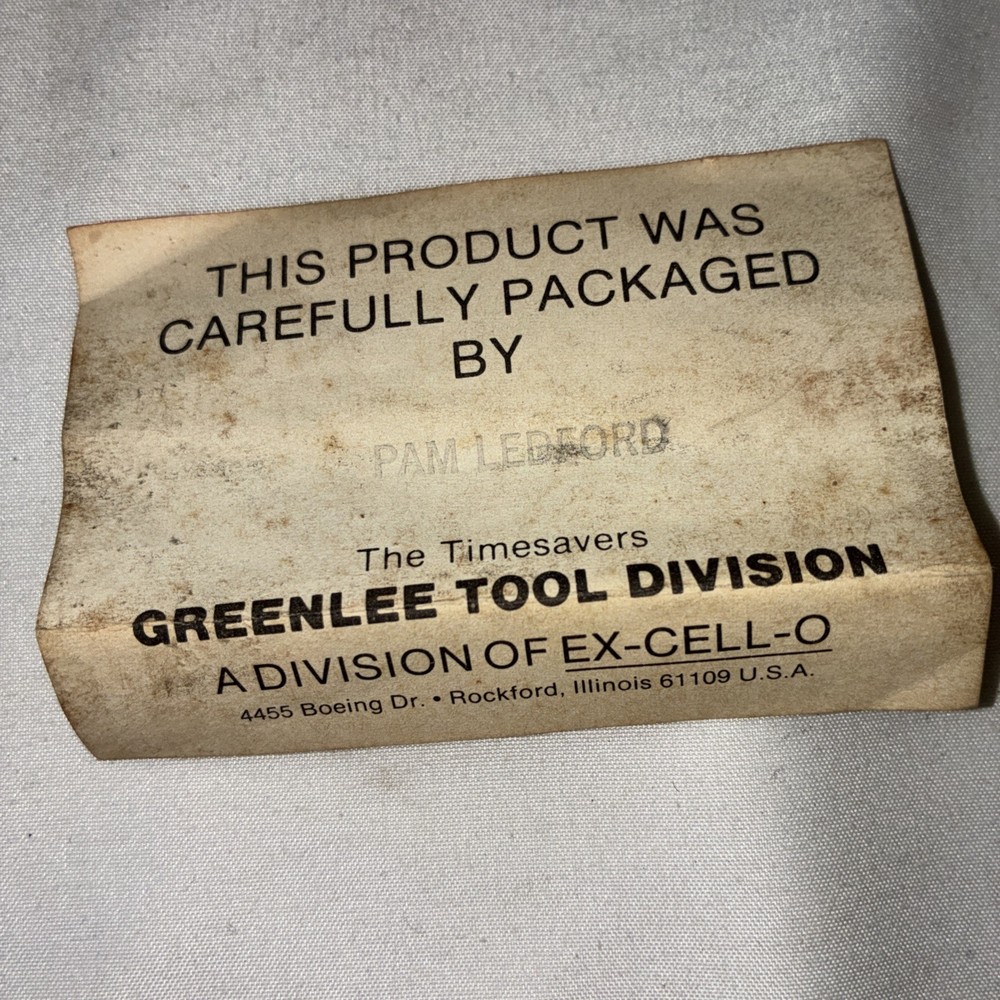 THIS PRODUCT WAS
CAREFULLY PACKAGED
BY
PAM LEDFORD
The Timesavers
GREENLEE TOOL DIVISION
A DIVISION OF EX-CELL-O
4455 Boeing Dr. • Rockford, Illinois 61109 U.S.A.